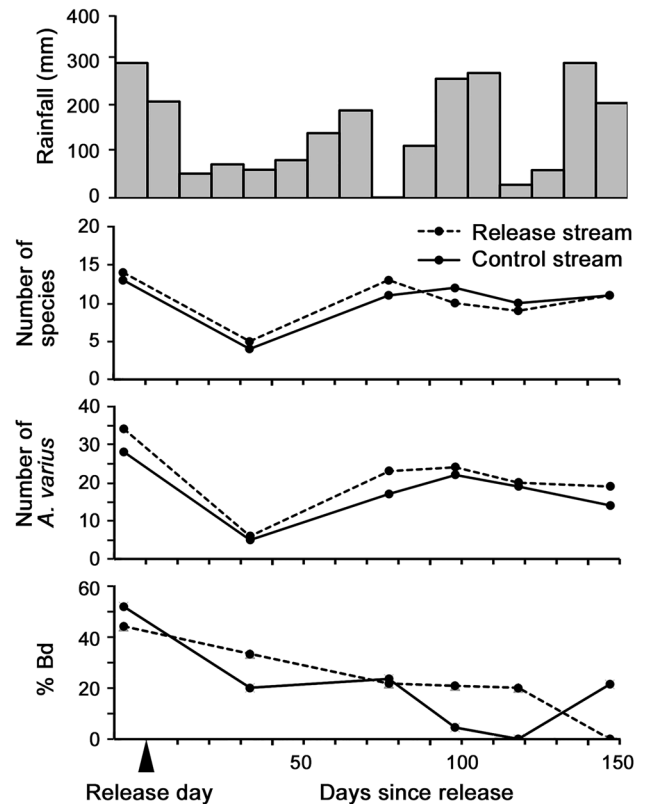 400
300
200
100
0
Rainfall (mm)
20
15
10
5
0
Number of
species
Release stream
Control stream
40
30
20
10
0
Number of
A. varius
60
40
20
0
% Bd
50
100
150
Release day
Days since release